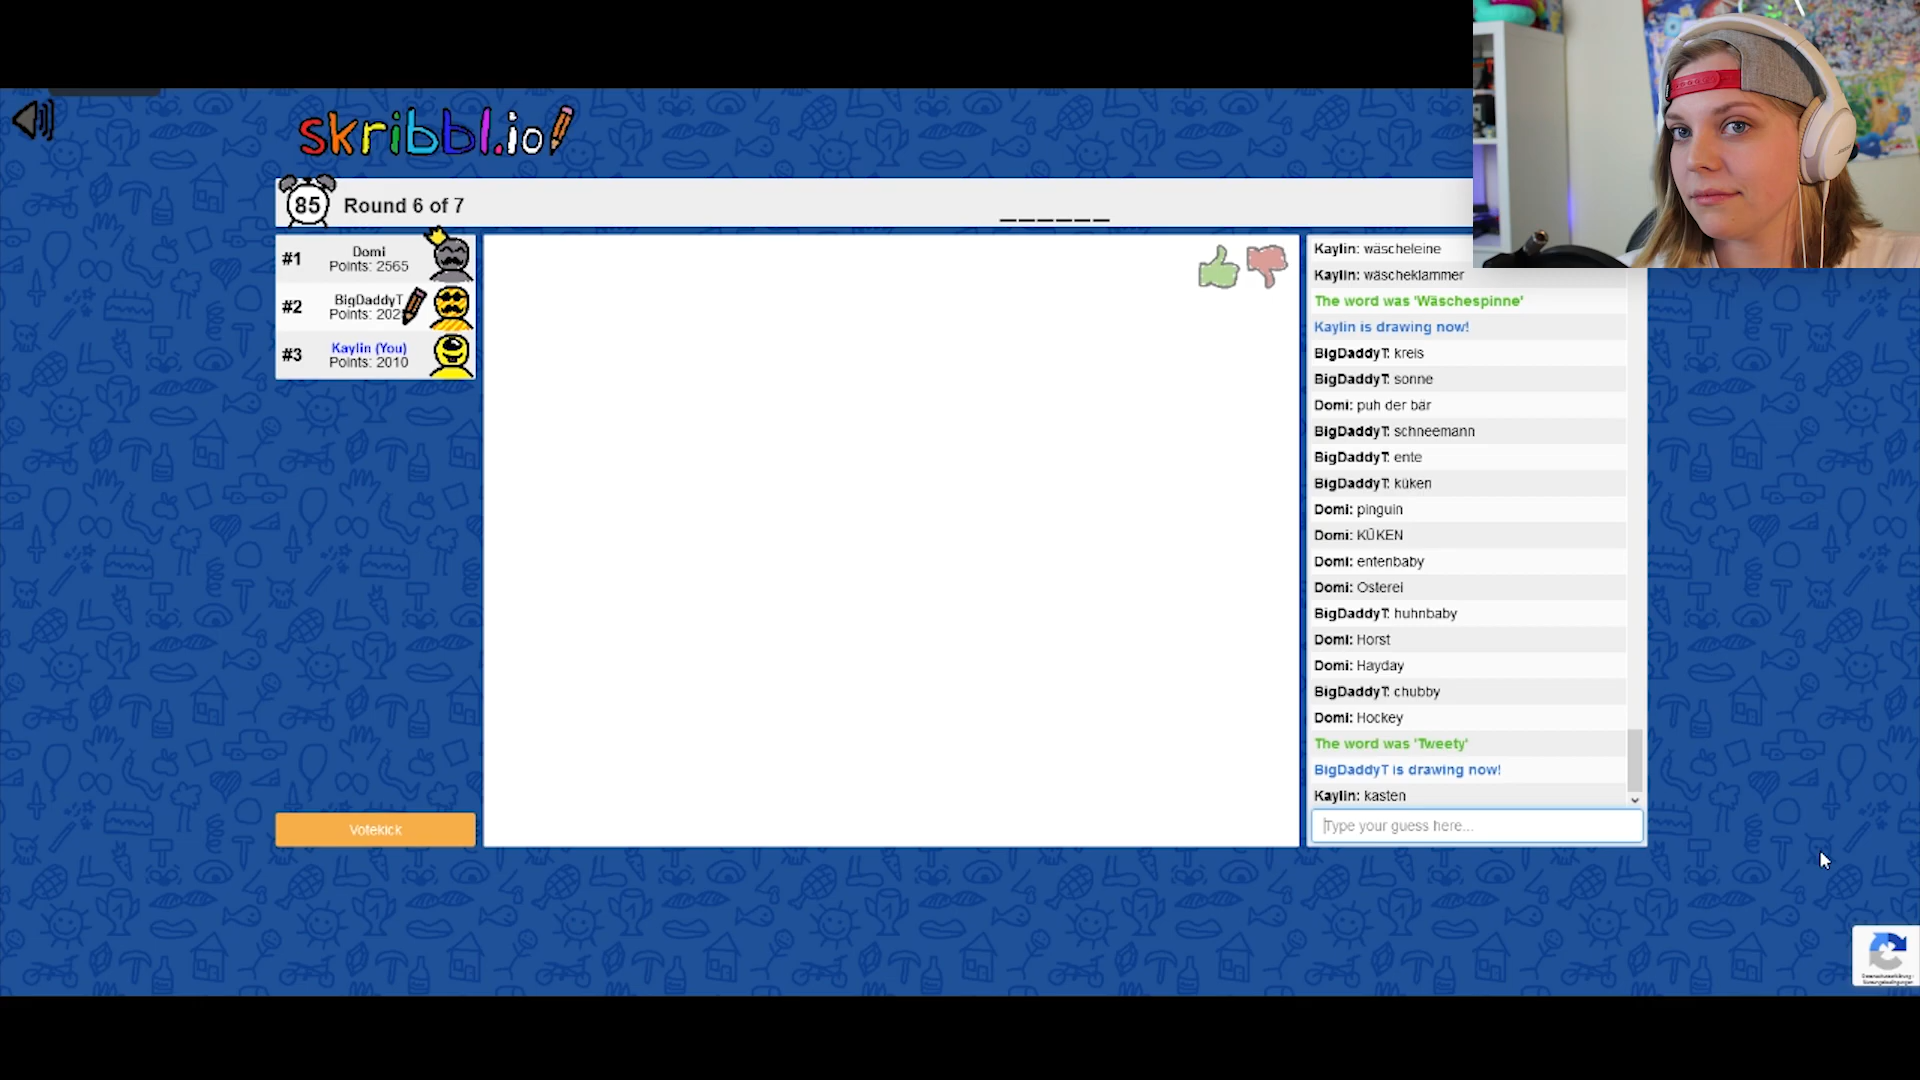 skribbl.io
85
Round 6 of 7
______
#1
Domi
Points: 2565
#2
BigDaddyT
Points: 202
#3
Kaylin (You)
Points: 2010
Votekick
Kaylin: wäscheleine
Kaylin: wäscheklammer
The word was 'Wäschespinne'
Kaylin is drawing now!
BigDaddyT: kreis
BigDaddyT: sonne
Domi: puh der bär
BigDaddyT: schneemann
BigDaddyT: ente
BigDaddyT: küken
Domi: pinguin
Domi: KÜKEN
Domi: entenbaby
Domi: Osterei
BigDaddyT: huhnbaby
Domi: Horst
Domi: Hayday
BigDaddyT: chubby
Domi: Hockey
The word was 'Tweety'
BigDaddyT is drawing now!
Kaylin: kasten
Type your guess here...